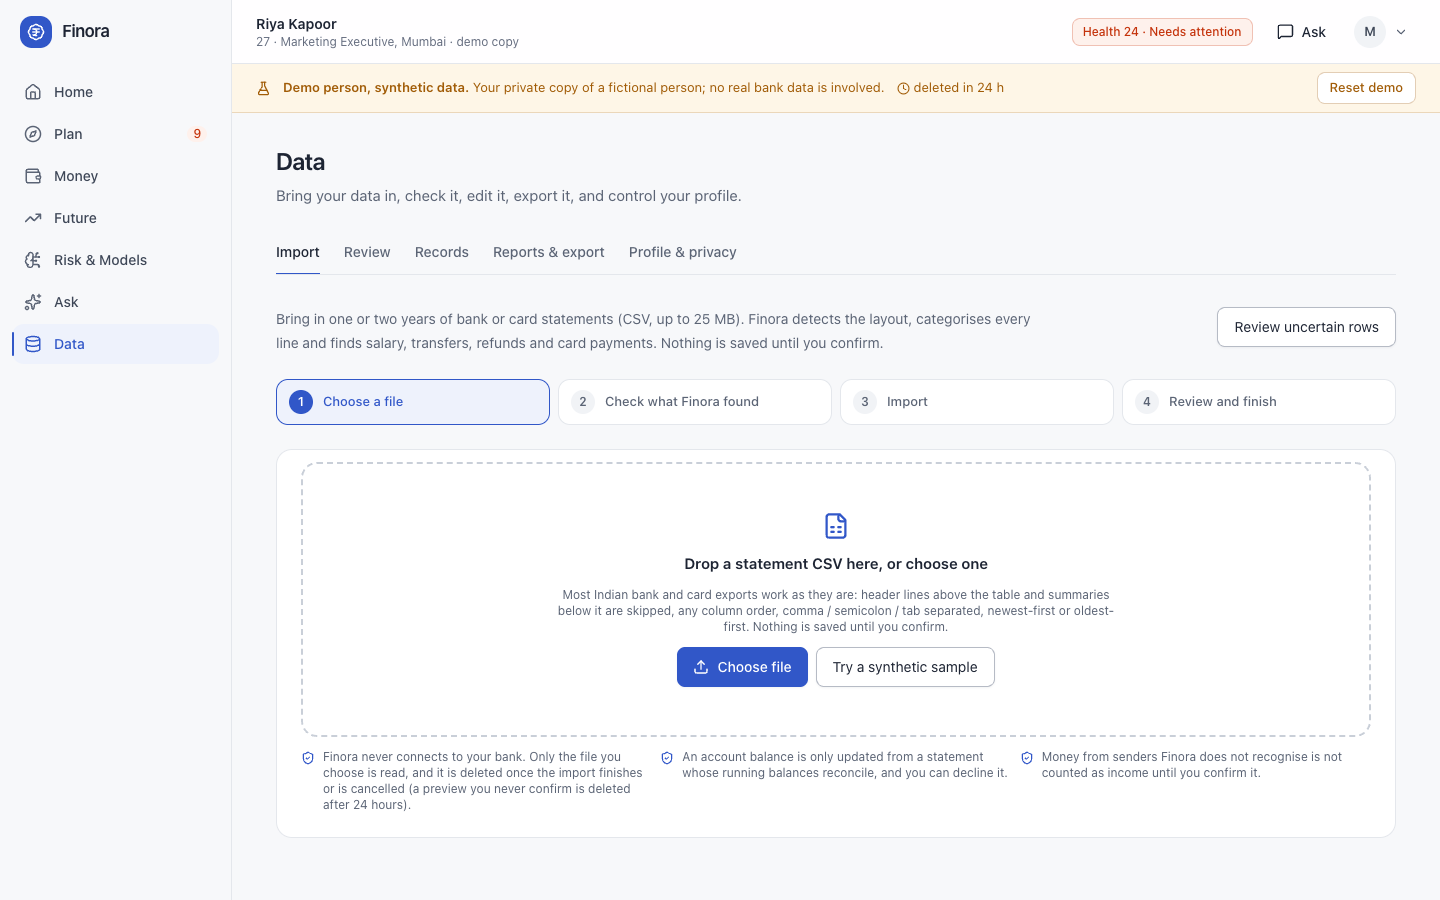 Finora
Riya Kapoor
27 · Marketing Executive, Mumbai · demo copy
Health 24 · Needs attention
Ask
M
Home
Plan
9
Money
Future
Risk & Models
Ask
Data
Demo person, synthetic data. Your private copy of a fictional person; no real bank data is involved.
deleted in 24 h
Reset demo
Data
Bring your data in, check it, edit it, export it, and control your profile.
Import
Review
Records
Reports & export
Profile & privacy
Bring in one or two years of bank or card statements (CSV, up to 25 MB). Finora detects the layout, categorises every
line and finds salary, transfers, refunds and card payments. Nothing is saved until you confirm.
Review uncertain rows
1 Choose a file
2 Check what Finora found
3 Import
4 Review and finish
Drop a statement CSV here, or choose one
Most Indian bank and card exports work as they are: header lines above the table and summaries
below it are skipped, any column order, comma / semicolon / tab separated, newest-first or oldest-
first. Nothing is saved until you confirm.
Choose file
Try a synthetic sample
Finora never connects to your bank. Only the file you
choose is read, and it is deleted once the import finishes
or is cancelled (a preview you never confirm is deleted
after 24 hours).
An account balance is only updated from a statement
whose running balances reconcile, and you can decline it.
Money from senders Finora does not recognise is not
counted as income until you confirm it.